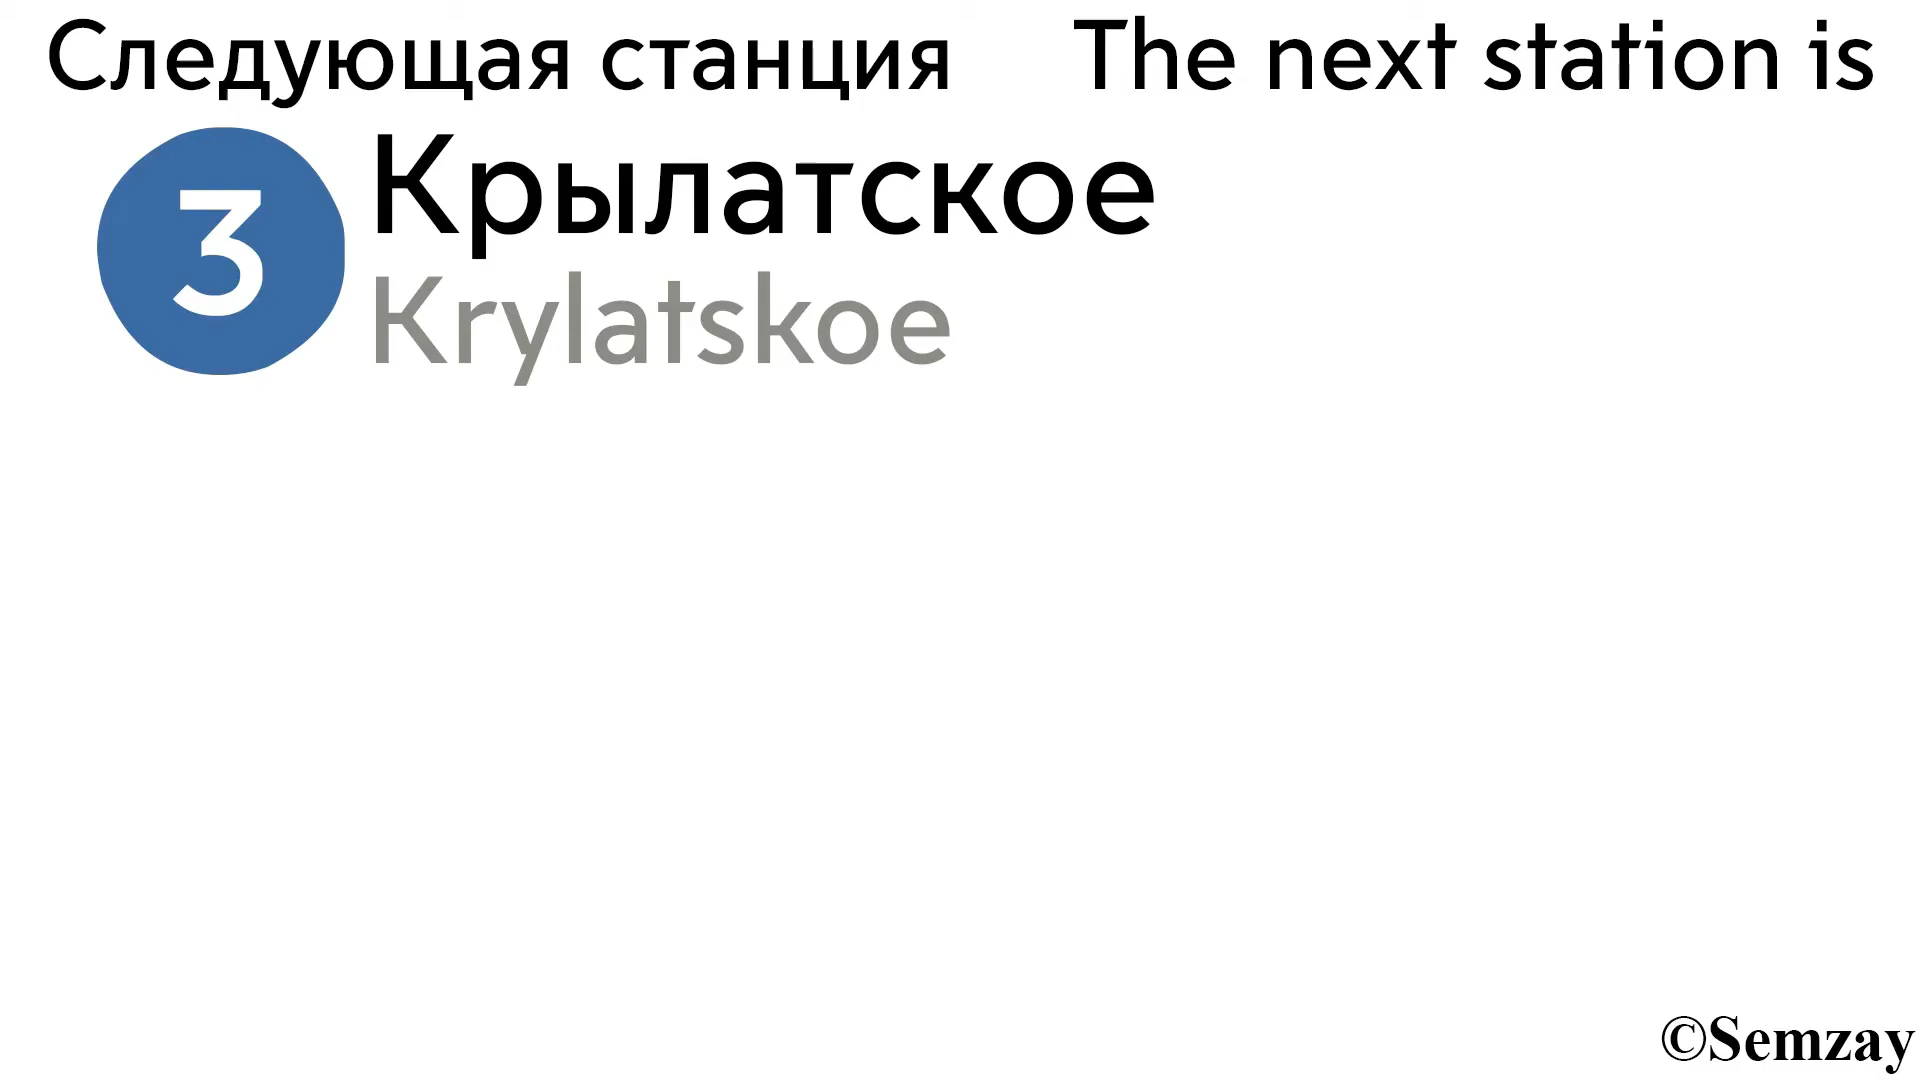 Следующая станция The next station is
3 Крылатское
Krylatskoe
©Semzay